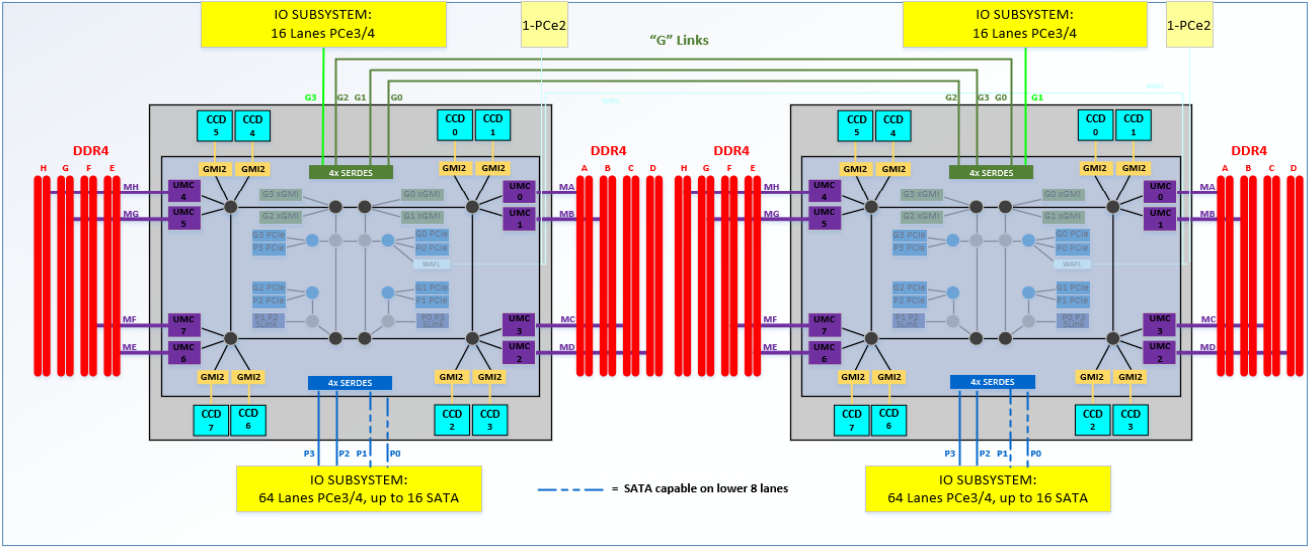 IO SUBSYSTEM:
16 Lanes PCe3/4
1-PCe2
IO SUBSYSTEM:
16 Lanes PCe3/4
1-PCe2
“G” Links
G3 G2 G1 G0
G2 G3 G0 G1
CCD 5
CCD 4
CCD 0
CCD 1
CCD 5
CCD 4
CCD 0
CCD 1
DDR4
DDR4
DDR4
DDR4
H G F E
A B C D
H G F E
A B C D
GMI2 GMI2
4x SERDES
GMI2 GMI2
GMI2 GMI2
4x SERDES
GMI2 GMI2
MH
UMC 4
G3 xGMI
G0 xGMI
UMC 0
MA
MH
UMC 4
G3 xGMI
G0 xGMI
UMC 0
MA
MG
UMC 5
G2 xGMI
G1 xGMI
UMC 1
MB
MG
UMC 5
G2 xGMI
G1 xGMI
UMC 1
MB
G3 PCIe
G0 PCIe
G3 PCIe
G0 PCIe
P3 PCIe
P0 PCIe
P3 PCIe
P0 PCIe
WAFL
WAFL
G2 PCIe
G1 PCIe
G2 PCIe
G1 PCIe
P2 PCIe
P1 PCIe
P2 PCIe
P1 PCIe
MF
UMC 7
P1 P2
SLink
P0 P3
SLink
UMC 3
MC
MF
UMC 7
P1 P2
SLink
P0 P3
SLink
UMC 3
MC
ME
UMC 6
UMC 2
MD
ME
UMC 6
UMC 2
MD
GMI2 GMI2
4x SERDES
GMI2 GMI2
GMI2 GMI2
4x SERDES
GMI2 GMI2
CCD 7
CCD 6
CCD 2
CCD 3
CCD 7
CCD 6
CCD 2
CCD 3
P3 P2 P1 P0
P3 P2 P1 P0
IO SUBSYSTEM:
64 Lanes PCe3/4, up to 16 SATA
= SATA capable on lower 8 lanes
IO SUBSYSTEM:
64 Lanes PCe3/4, up to 16 SATA